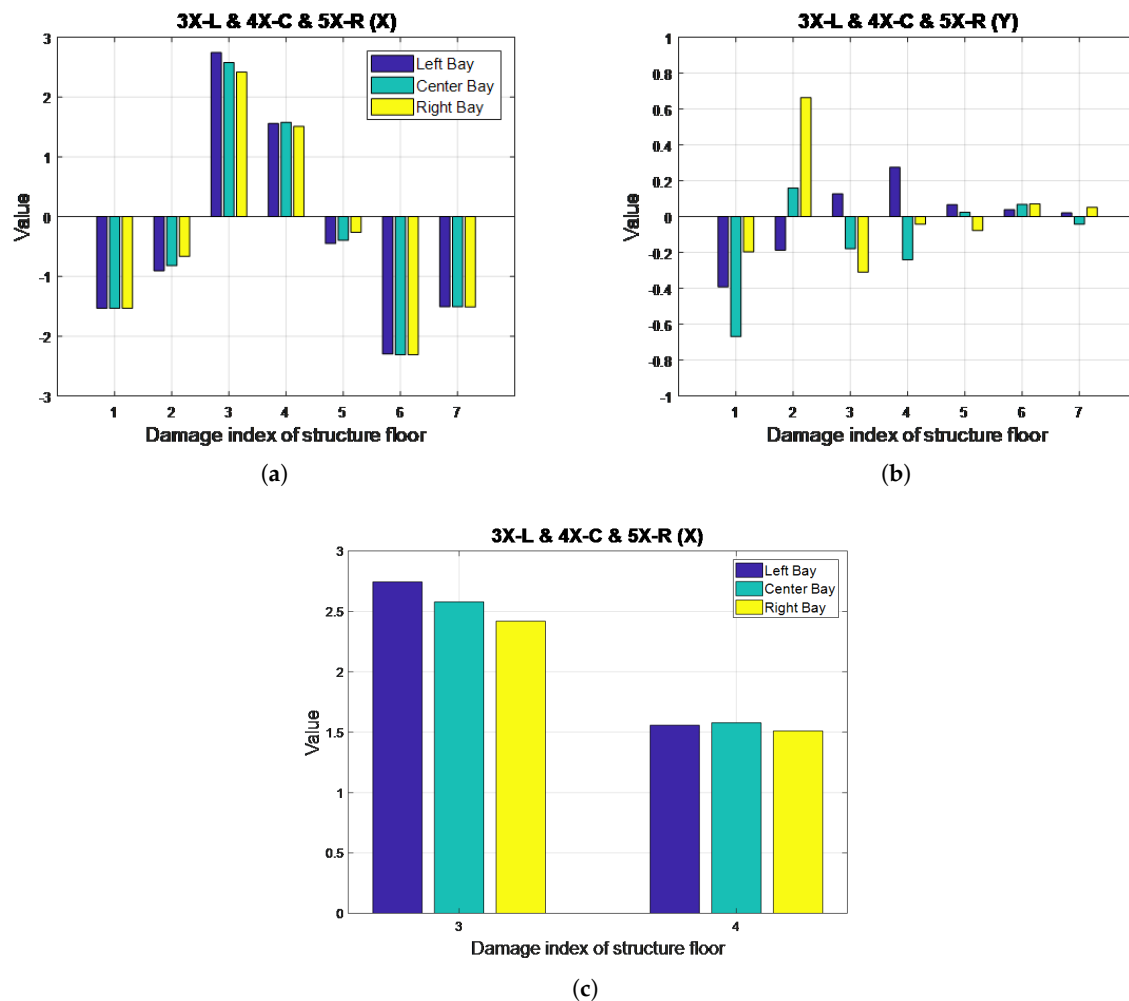 3X-L & 4X-C & 5X-R (X)
3
2
1
0
-1
-2
-3
Value
Left Bay
Center Bay
Right Bay
1 2 3 4 5 6 7
Damage index of structure floor
(a)
3X-L & 4X-C & 5X-R (Y)
1
0.8
0.6
0.4
0.2
0
-0.2
-0.4
-0.6
-0.8
-1
Value
1 2 3 4 5 6 7
Damage index of structure floor
(b)
3X-L & 4X-C & 5X-R (X)
3
2.5
2
1.5
1
0.5
0
Value
Left Bay
Center Bay
Right Bay
3 4
Damage index of structure floor
(c)